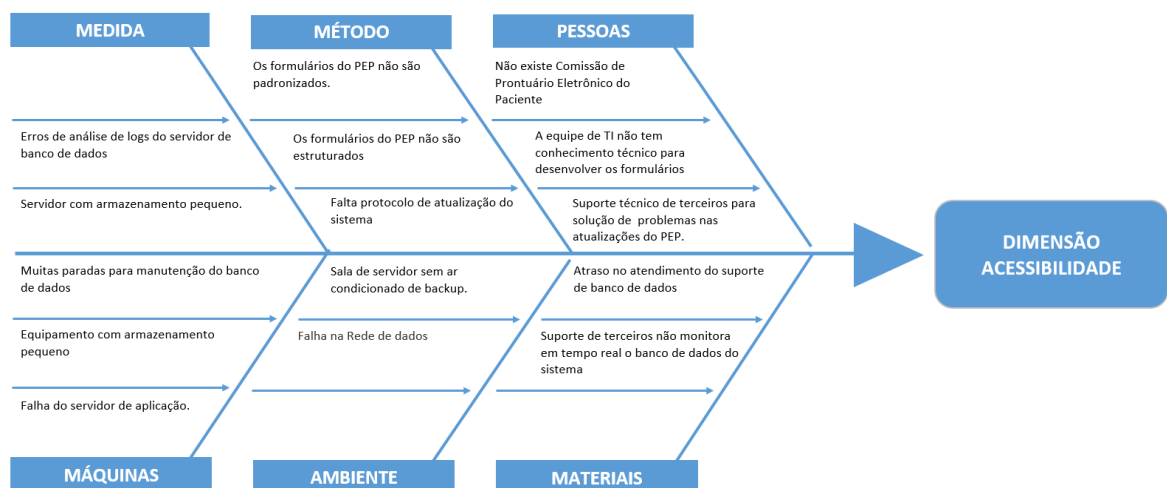 MEDIDA
MÉTODO
PESSOAS
Os formulários do PEP não são
padronizados.
Não existe Comissão de
Prontuário Eletrônico do
Paciente
Erros de análise de logs do servidor de
banco de dados
Os formulários do PEP não são
estruturados
A equipe de TI não tem
conhecimento técnico para
desenvolver os formulários
Servidor com armazenamento pequeno.
Falta protocolo de atualização do
sistema
Suporte técnico de terceiros para
solução de  problemas nas
atualizações do PEP.
DIMENSÃO
ACESSIBILIDADE
Muitas paradas para manutenção do banco
de dados
Sala de servidor sem ar
condicionado de backup.
Atraso no atendimento do suporte
de banco de dados
Equipamento com armazenamento
pequeno
Falha na Rede de dados
Suporte de terceiros não monitora
em tempo real o banco de dados do
sistema
Falha do servidor de aplicação.
MÁQUINAS
AMBIENTE
MATERIAIS